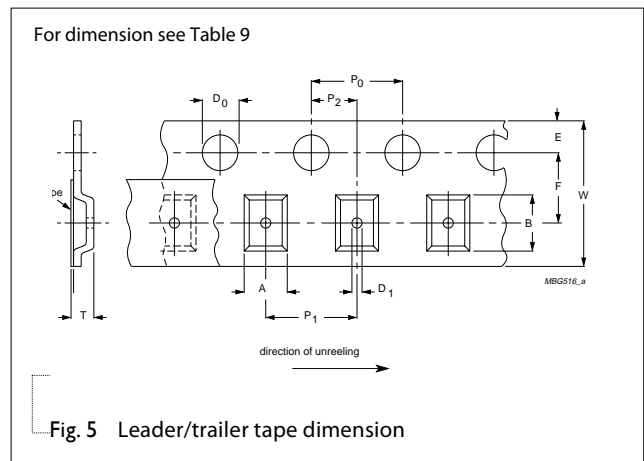 For dimension see Table 9
P0
D0
P2
E
F
W
pe
B
MBG516_a
A
D1
T
P1
direction of unreeling
Fig. 5 Leader/trailer tape dimension